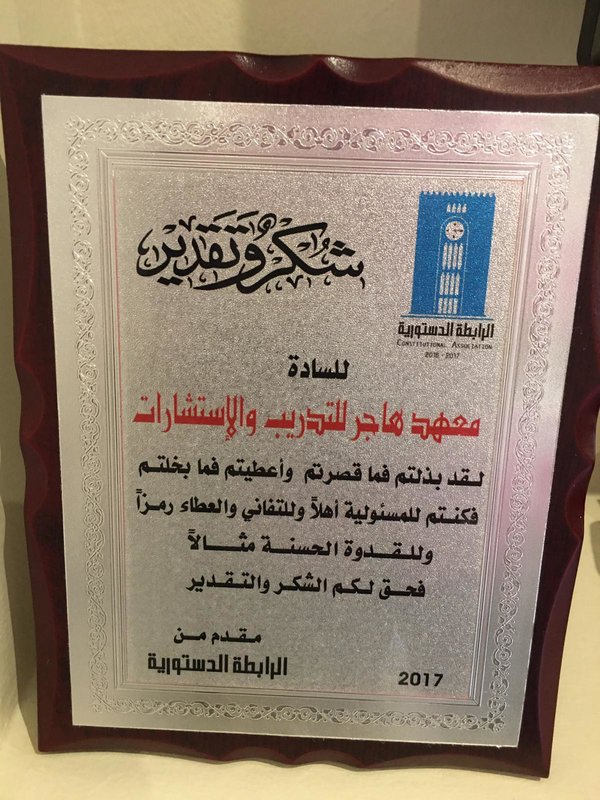 شكر وتقدير
الرابطة الدستورية
CONSTITUTIONAL ASSOCIATION
2016 - 2017
للسادة
معهد هاجر للتدريب والإستشارات
لقد بذلتم فما قصرتم وأعطيتم فما بخلتم
فكنتم للمسئولية أهلاً وللتفاني والعطاء رمزاً
وللقدوة الحسنة مثالاً
فحق لكم الشكر والتقدير
مقدم من
الرابطة الدستورية
2017